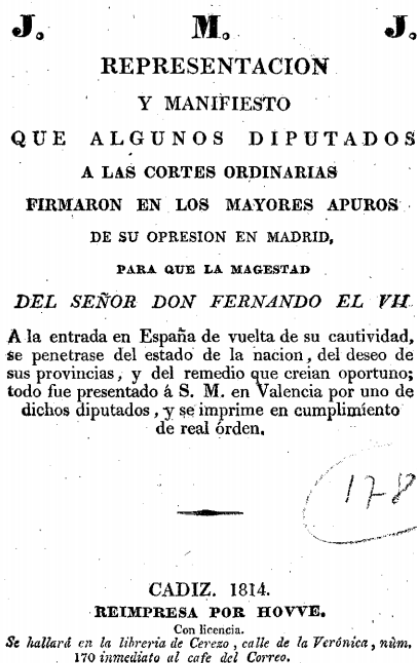 J. M. J.
REPRESENTACION
Y MANIFIESTO
QUE ALGUNOS DIPUTADOS
A LAS CORTES ORDINARIAS
FIRMARON EN LOS MAYORES APUROS
DE SU OPRESION EN MADRID,
PARA QUE LA MAGESTAD
DEL SEÑOR DON FERNANDO EL VII
A la entrada en España de vuelta de su cautividad,
se penetrase del estado de la nacion, del deseo de
sus provincias, y del remedio que creian oportuno;
todo fue presentado á S. M. en Valencia por uno de
dichos diputados, y se imprime en cumplimiento
de real órden.
178
CADIZ. 1814.
REIMPRESA POR HOVVE.
Con licencia.
Se hallará en la libreria de Cerezo, calle de la Verónica, núm.
170 inmediato al cafe del Correo.